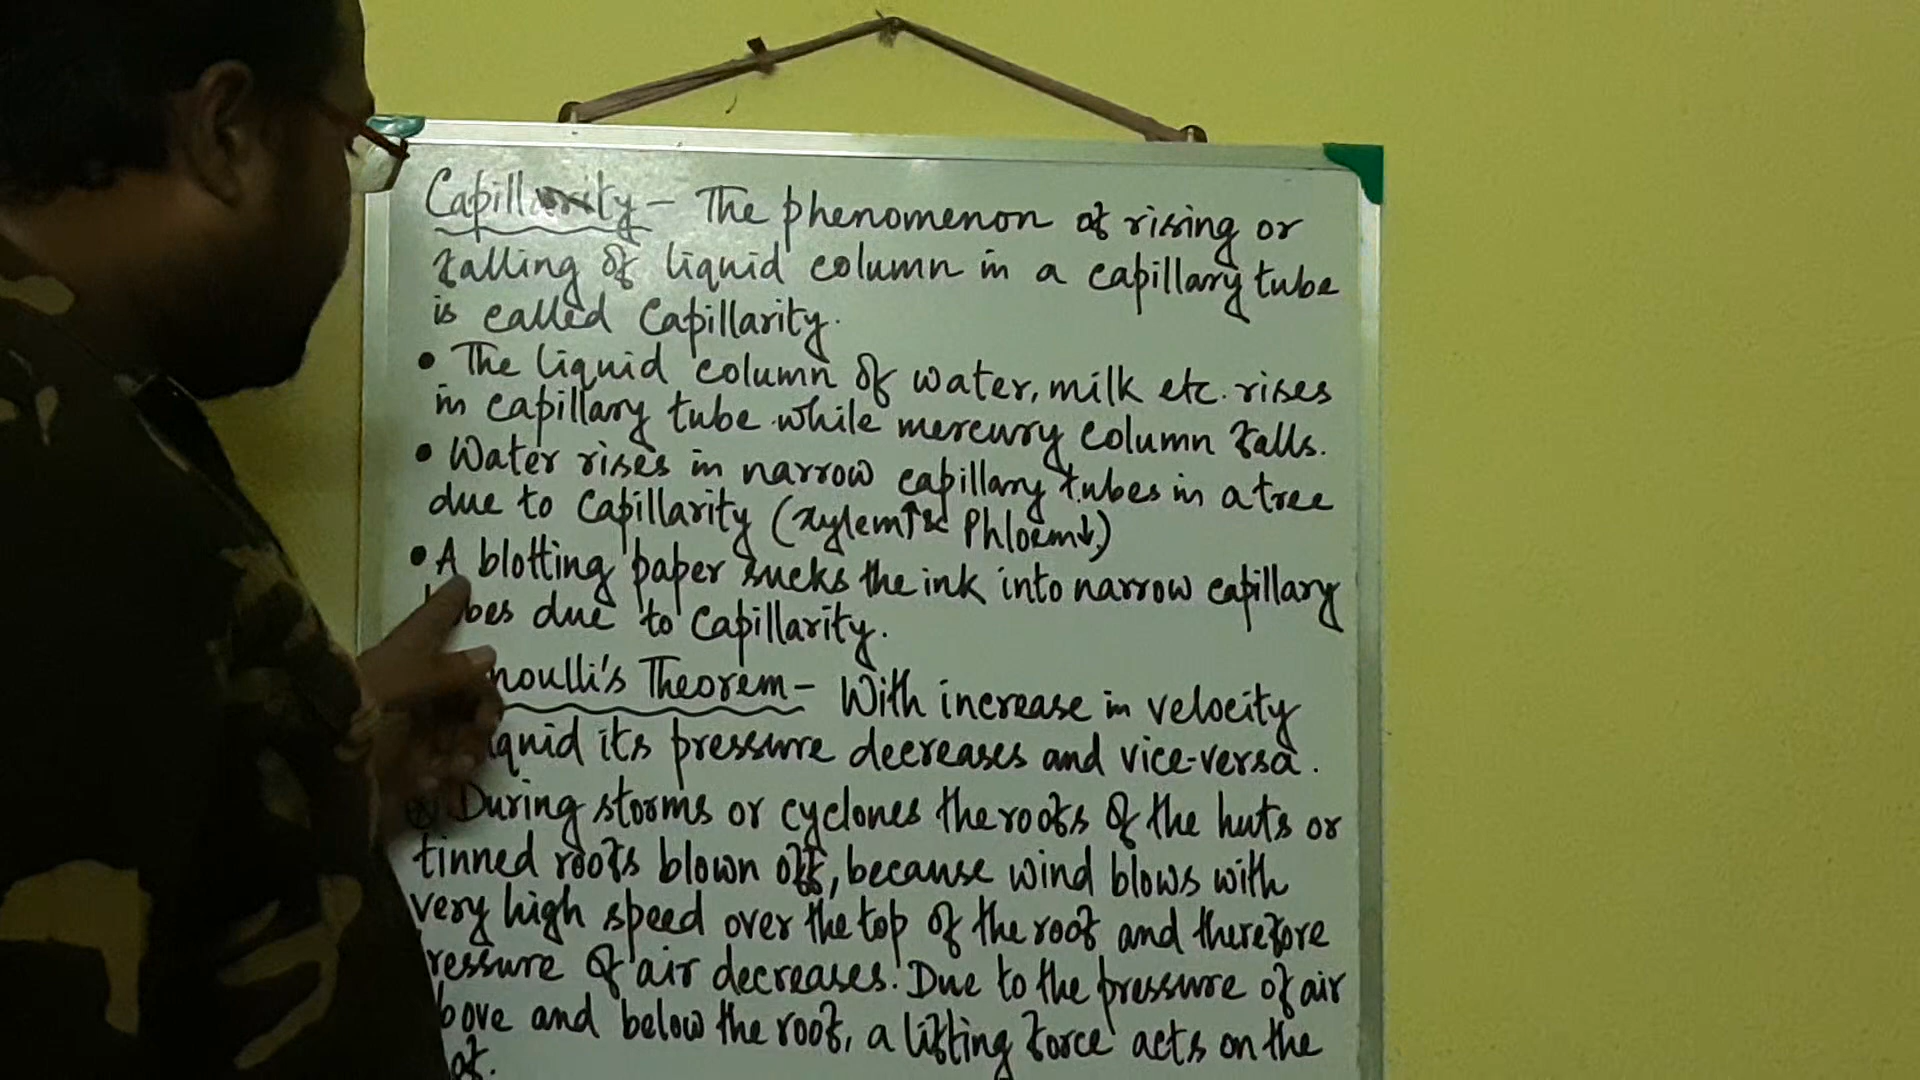 Capillarity - The phenomenon of rising or
falling of liquid column in a capillary tube
is called Capillarity.
• The liquid column of water, milk etc. rises
in capillary tube while mercury column falls.
• Water rises in narrow capillary tubes in a tree
due to Capillarity (xylem↑ & Phloem↓)
• A blotting paper sucks the ink into narrow capillary
bes due to Capillarity.
noulli's Theorem - With increase in velocity
quid its pressure decreases and vice-versa.
During storms or cyclones the roofs of the huts or
tinned roofs blown off, because wind blows with
very high speed over the top of the roof and therefore
ressure of air decreases. Due to the pressure of air
bove and below the roof, a lifting force acts on the
of.